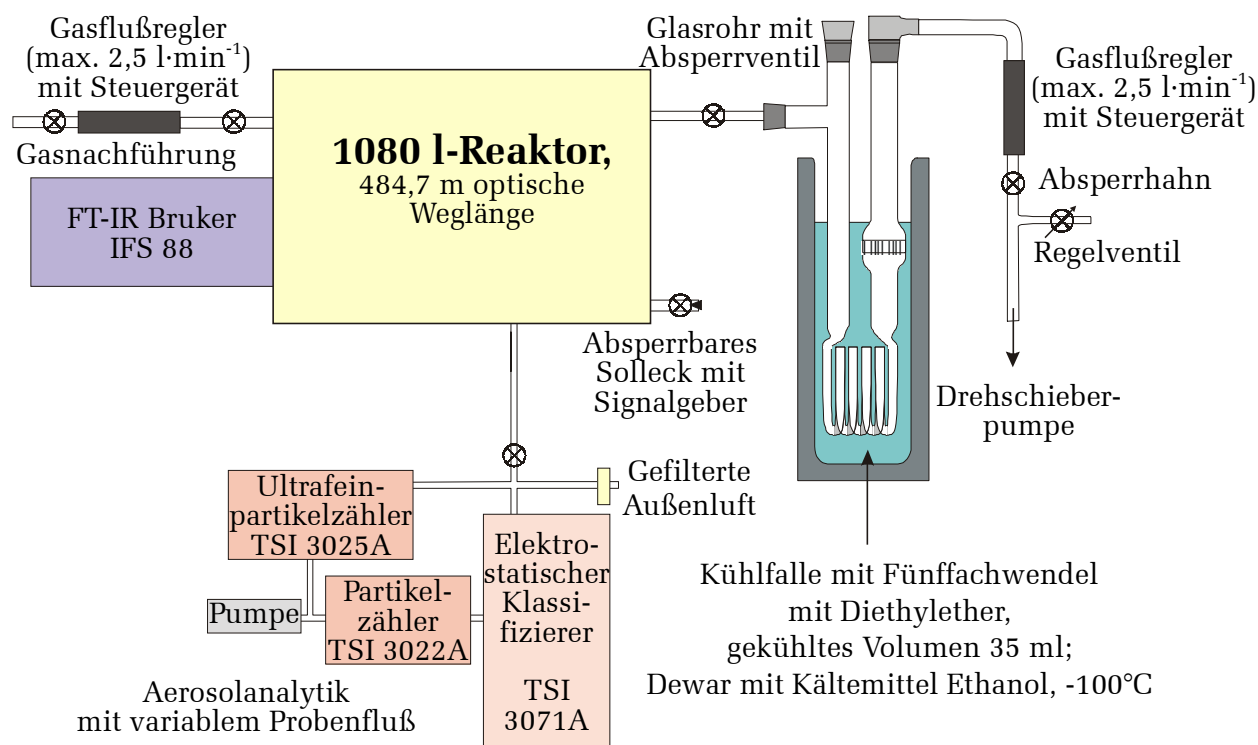 Gasflußregler
(max. 2,5 l·min⁻¹)
mit Steuergerät
Gasnachführung
FT-IR Bruker
IFS 88
1080 l-Reaktor,
484,7 m optische
Weglänge
Glasrohr mit
Absperrventil
Gasflußregler
(max. 2,5 l·min⁻¹)
mit Steuergerät
Absperrhahn
Regelventil
Drehschieber-
pumpe
Absperrbares
Solleck mit
Signalgeber
Gefilterte
Außenluft
Ultrafein-
partikelzähler
TSI 3025A
Pumpe
Partikel-
zähler
TSI 3022A
Elektro-
statischer
Klassi-
fizierer
TSI
3071A
Aerosolanalytik
mit variablem Probenfluß
Kühlfalle mit Fünffachwendel
mit Diethylether,
gekühltes Volumen 35 ml;
Dewar mit Kältemittel Ethanol, -100°C